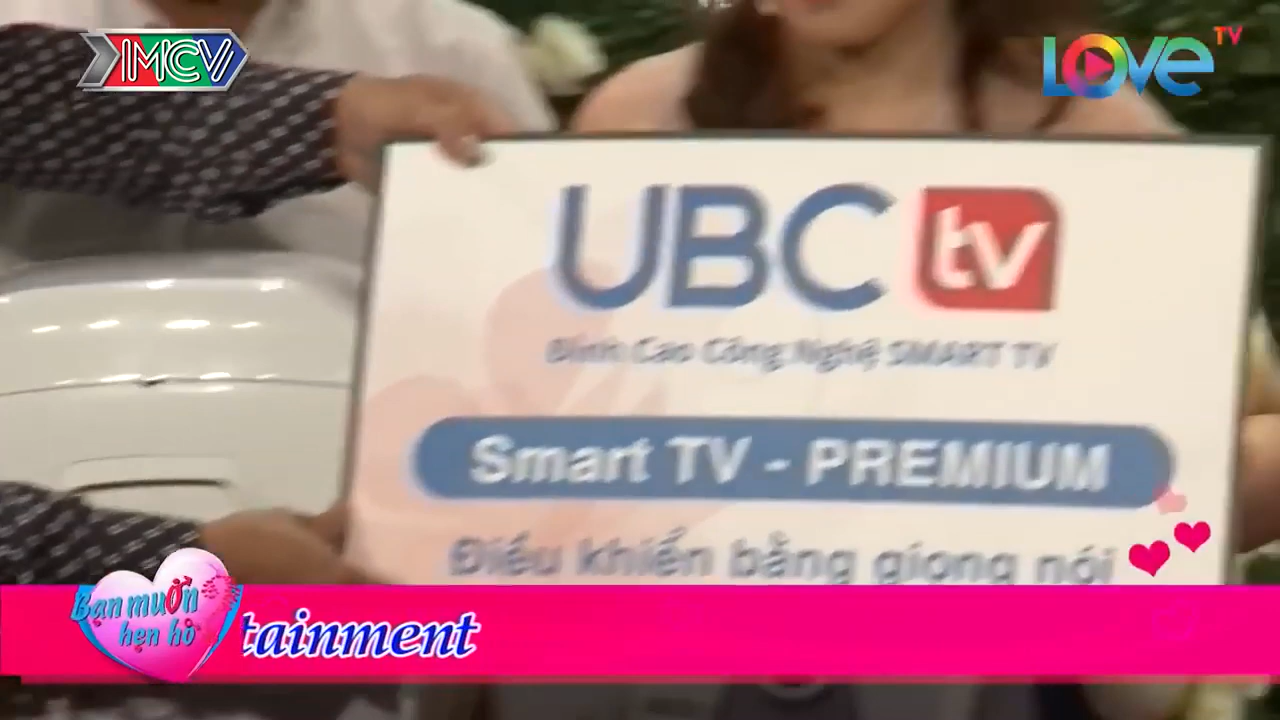 MCV
LOVE TV
UBC tv
Đỉnh Cao Công Nghệ SMART TV
Smart TV - PREMIUM
Điều khiển bằng giọng nói
Bạn muốn
hẹn hò
tainment